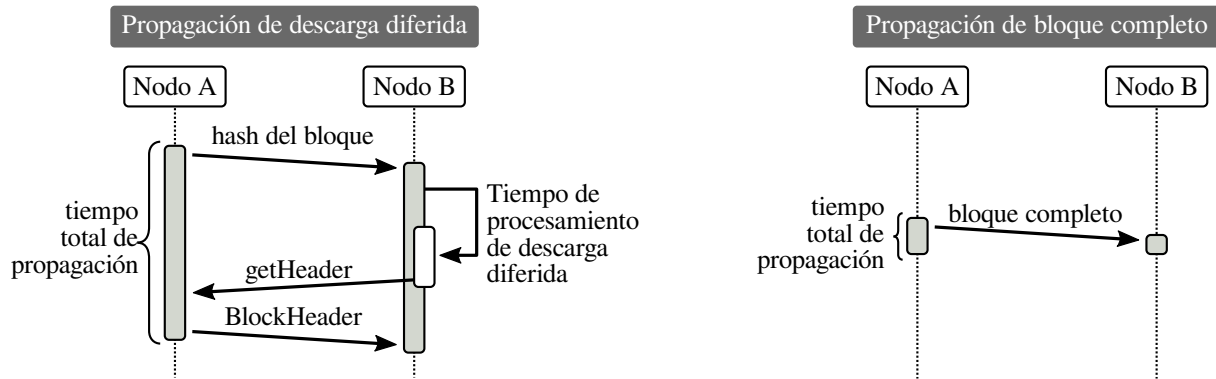 Propagación de descarga diferida
Nodo A
Nodo B
hash del bloque
tiempo
total de
propagación
Tiempo de
procesamiento
de descarga
diferida
getHeader
BlockHeader
Propagación de bloque completo
Nodo A
Nodo B
tiempo
total de
propagación
bloque completo